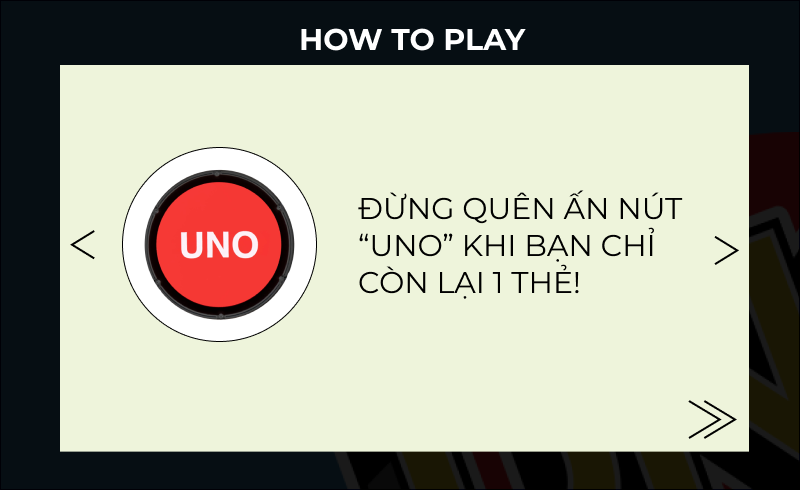 HOW TO PLAY
UNO
ĐỪNG QUÊN ẤN NÚT
“UNO” KHI BẠN CHỈ
CÒN LẠI 1 THẺ!